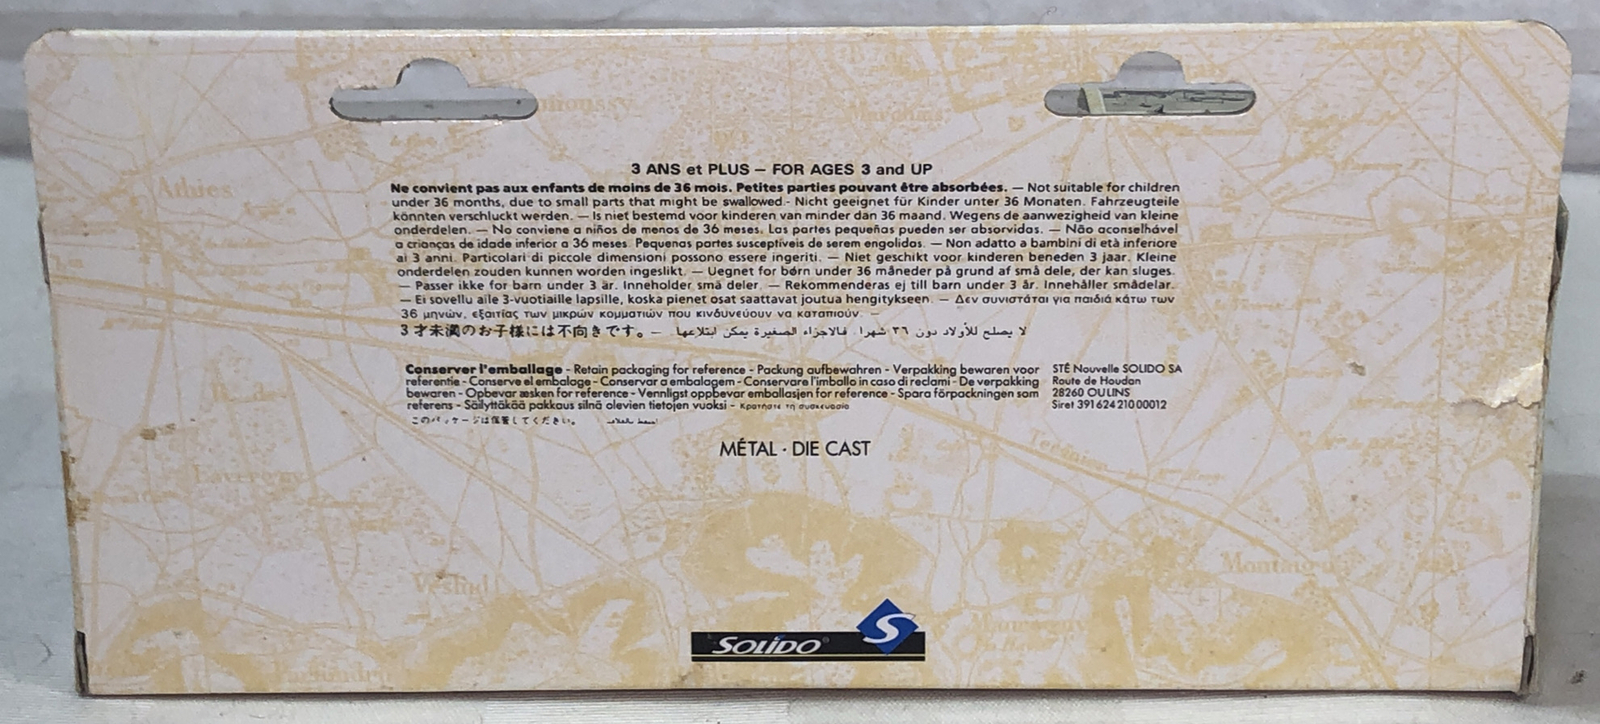 moussy
Marchais
Athies
3 ANS et PLUS – FOR AGES 3 and UP
Ne convient pas aux enfants de moins de 36 mois. Petites parties pouvant être absorbées. – Not suitable for children
under 36 months, due to small parts that might be swallowed.- Nicht geeignet für Kinder unter 36 Monaten. Fahrzeugteile
könnten verschluckt werden. – Is niet bestemd voor kinderen van minder dan 36 maand. Wegens de aanwezigheid van kleine
onderdelen. – No conviene a niños de menos de 36 meses. Las partes pequeñas pueden ser absorvidas. – Não aconselhável
a crianças de idade inferior a 36 meses. Pequenas partes susceptíveis de serem engolidas. – Non adatto a bambini di età inferiore
ai 3 anni. Particolari di piccole dimensioni possono essere ingeriti. – Niet geschikt voor kinderen beneden 3 jaar. Kleine
onderdelen zouden kunnen worden ingeslikt. – Uegnet for børn under 36 måneder på grund af små dele, der kan sluges.
– Passer ikke for barn under 3 år. Inneholder små deler. – Rekommenderas ej till barn under 3 år. Innehåller smådelar.
– Ei sovellu alle 3-vuotiaille lapsille, koska pienet osat saattavat joutua hengitykseen. – Δεν συνιστάται για παιδιά κάτω των
36 μηνών, εξαιτίας των μικρών κομματιών που κινδυνεύουν να καταπιούν. –
3 才未満のお子様には不向きです。– لا يصلح للأولاد دون ٣٦ شهرا. فالاجزاء الصغيرة يمكن ابتلاعها
Conserver l'emballage - Retain packaging for reference - Packung aufbewahren - Verpakking bewaren voor
referentie - Conserve el embalage - Conservar a embalagem - Conservare l'imballo in caso di reclami - De verpakking
bewaren - Opbevar æsken for reference - Vennligst oppbevar emballasjen for reference - Spara förpackningen som
referens - Säilyttäkää pakkaus silnä olevien tietojen vuoksi - Κρατήστε τη συσκευασία
このパッケージは保管してください。 احتفظ بالغلاف
STÉ Nouvelle SOLIDO SA
Route de Houdan
28260 OULINS
Siret 391 624 210 00012
MÉTAL · DIE CAST
Veslud
SOLIDO
S